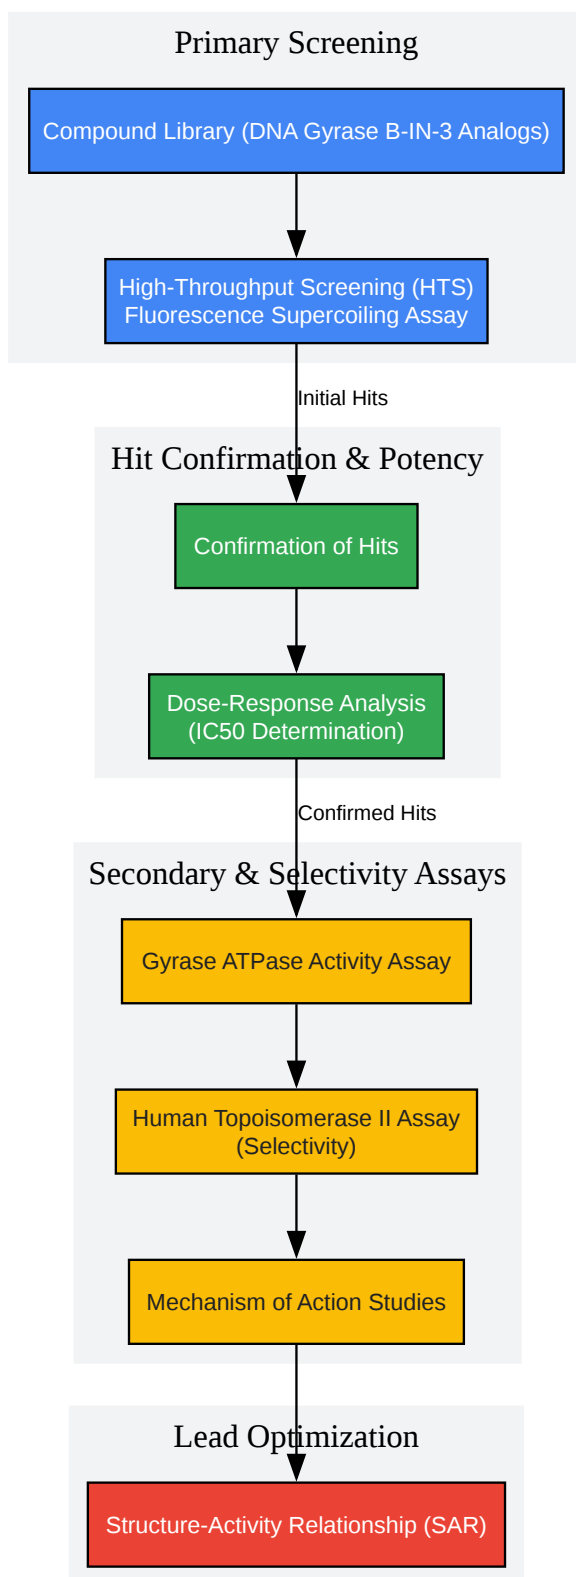 Primary Screening
Compound Library (DNA Gyrase B-IN-3 Analogs)
High-Throughput Screening (HTS)
Fluorescence Supercoiling Assay
Initial Hits
Hit Confirmation & Potency
Confirmation of Hits
Dose-Response Analysis
(IC50 Determination)
Confirmed Hits
Secondary & Selectivity Assays
Gyrase ATPase Activity Assay
Human Topoisomerase II Assay
(Selectivity)
Mechanism of Action Studies
Lead Optimization
Structure-Activity Relationship (SAR)